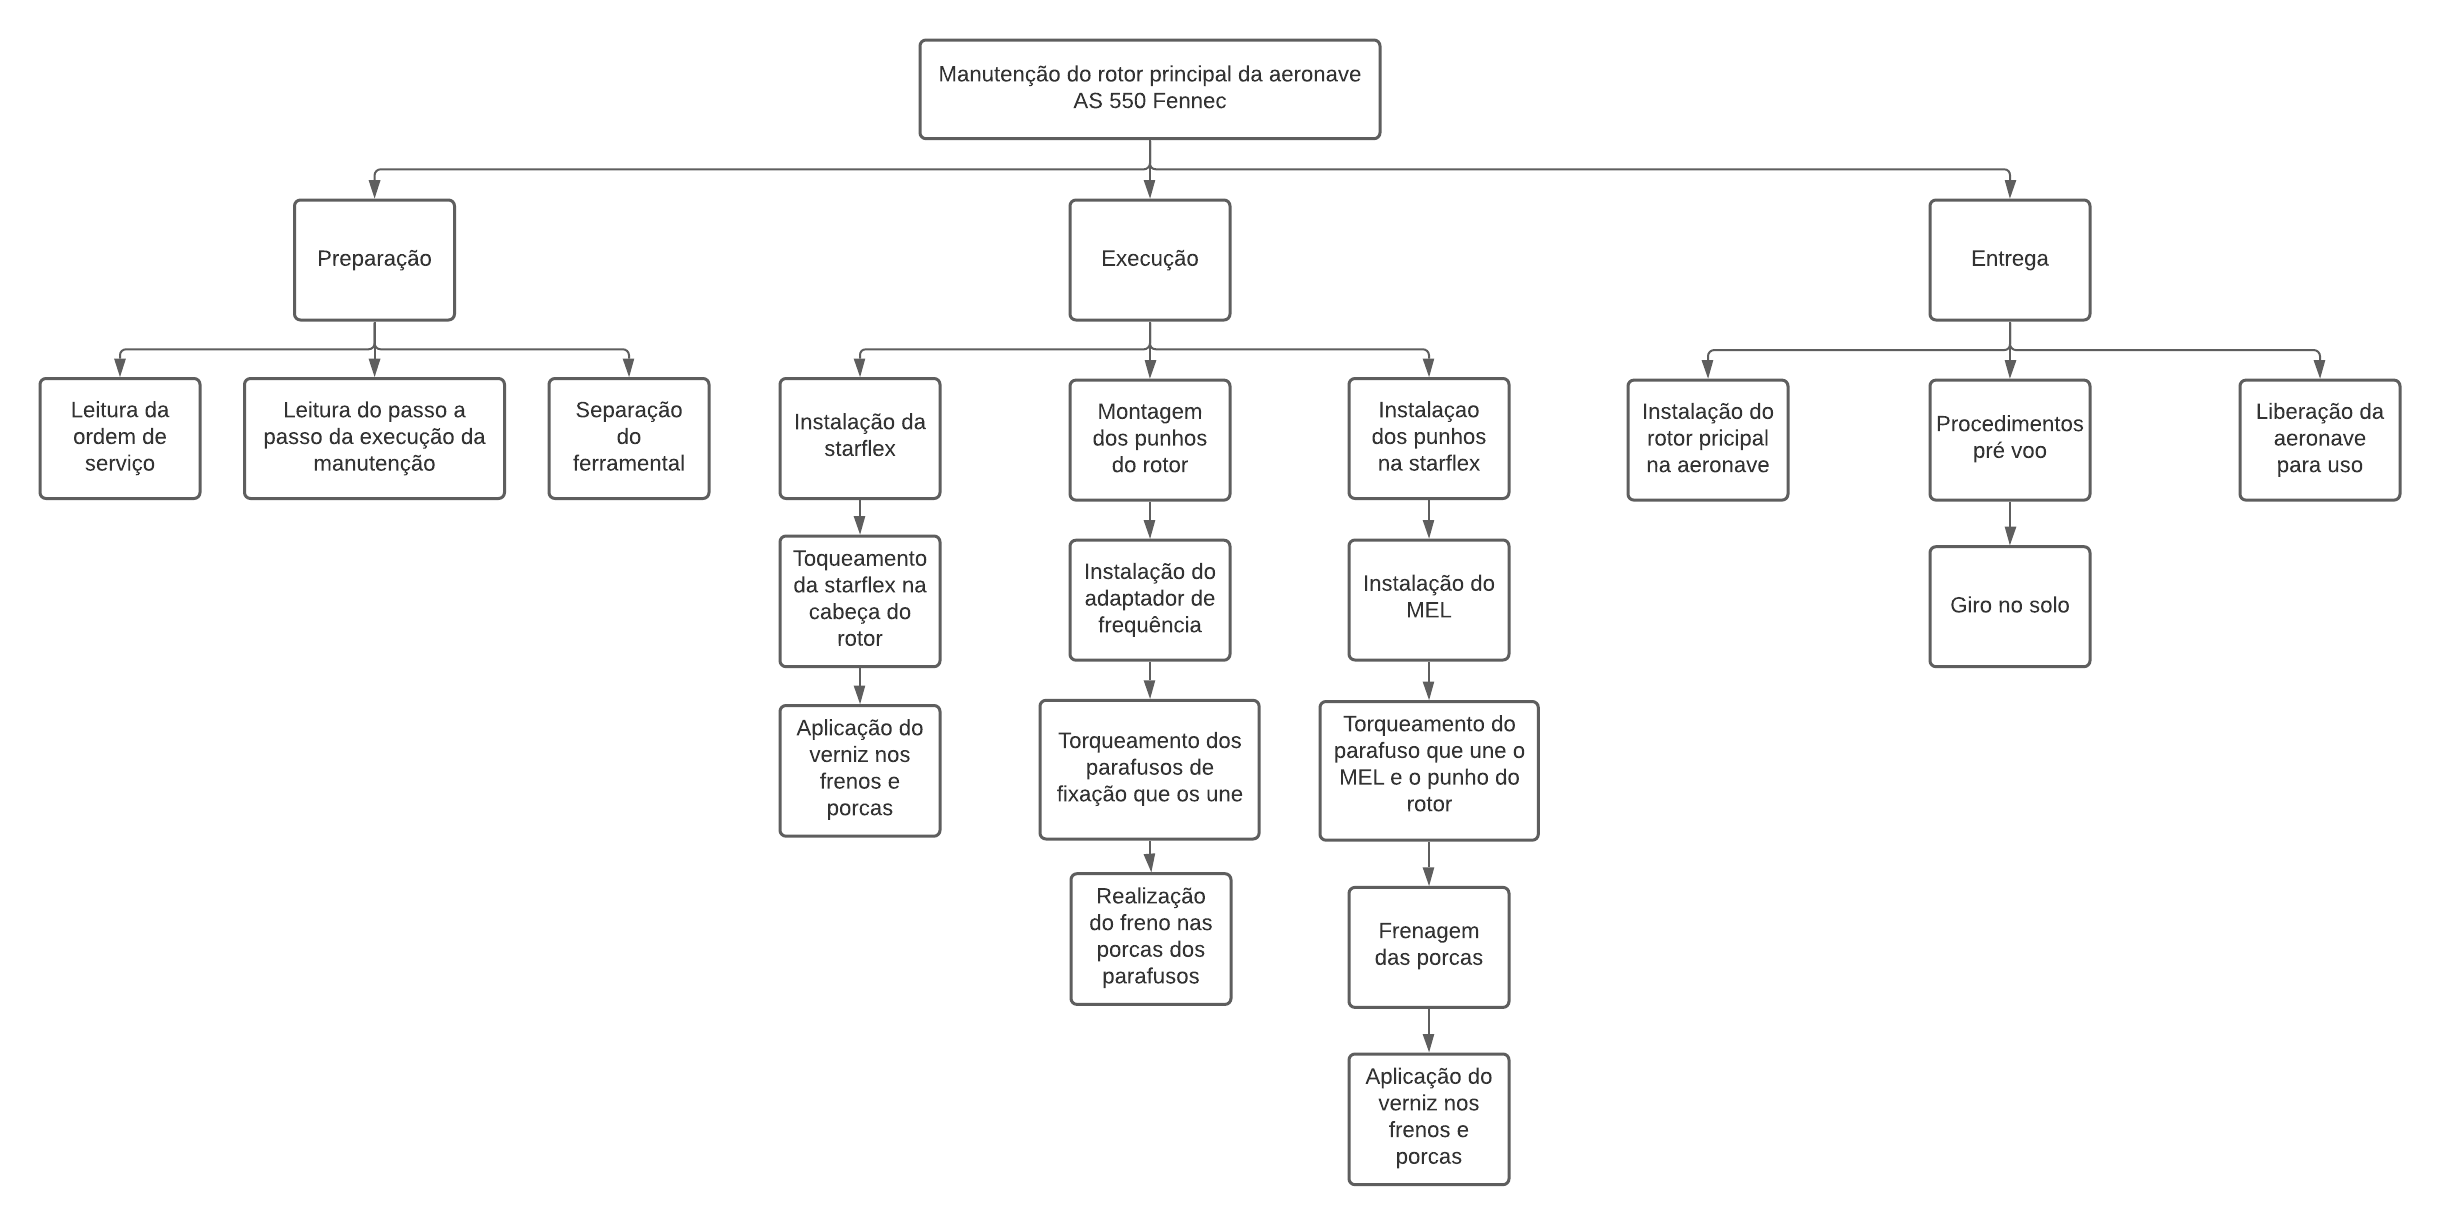 Manutenção do rotor principal da aeronave
AS 550 Fennec
Preparação
Execução
Entrega
Leitura da
ordem de
serviço
Leitura do passo a
passo da execução da
manutenção
Separação
do
ferramental
Instalação da
starflex
Montagem
dos punhos
do rotor
Instalaçao
dos punhos
na starflex
Instalação do
rotor pricipal
na aeronave
Procedimentos
pré voo
Liberação da
aeronave
para uso
Toqueamento
da starflex na
cabeça do
rotor
Instalação do
adaptador de
frequência
Instalação do
MEL
Giro no solo
Aplicação do
verniz nos
frenos e
porcas
Torqueamento dos
parafusos de
fixação que os une
Torqueamento do
parafuso que une o
MEL e o punho do
rotor
Realização
do freno nas
porcas dos
parafusos
Frenagem
das porcas
Aplicação do
verniz nos
frenos e
porcas